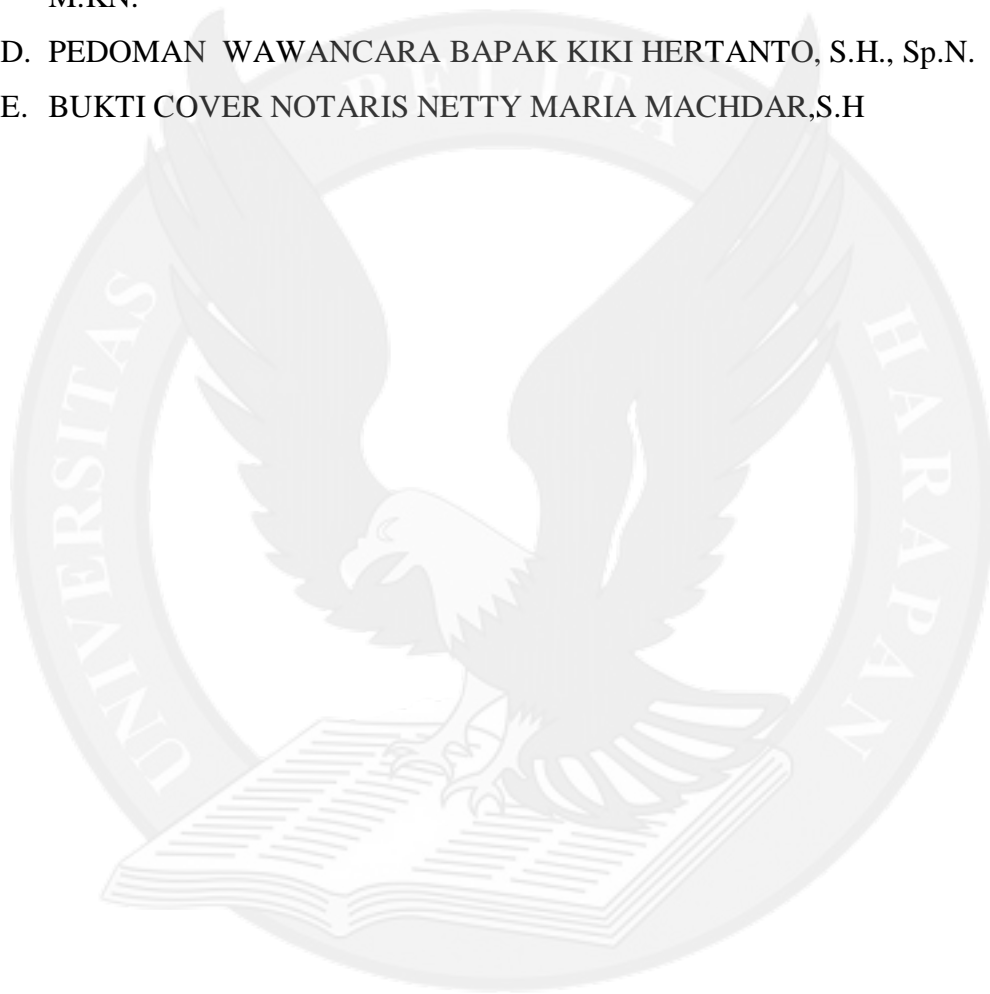 M.KN.
D. PEDOMAN WAWANCARA BAPAK KIKI HERTANTO, S.H., Sp.N.
E. BUKTI COVER NOTARIS NETTY MARIA MACHDAR,S.H
UNIVERSITAS PELITA HARAPAN